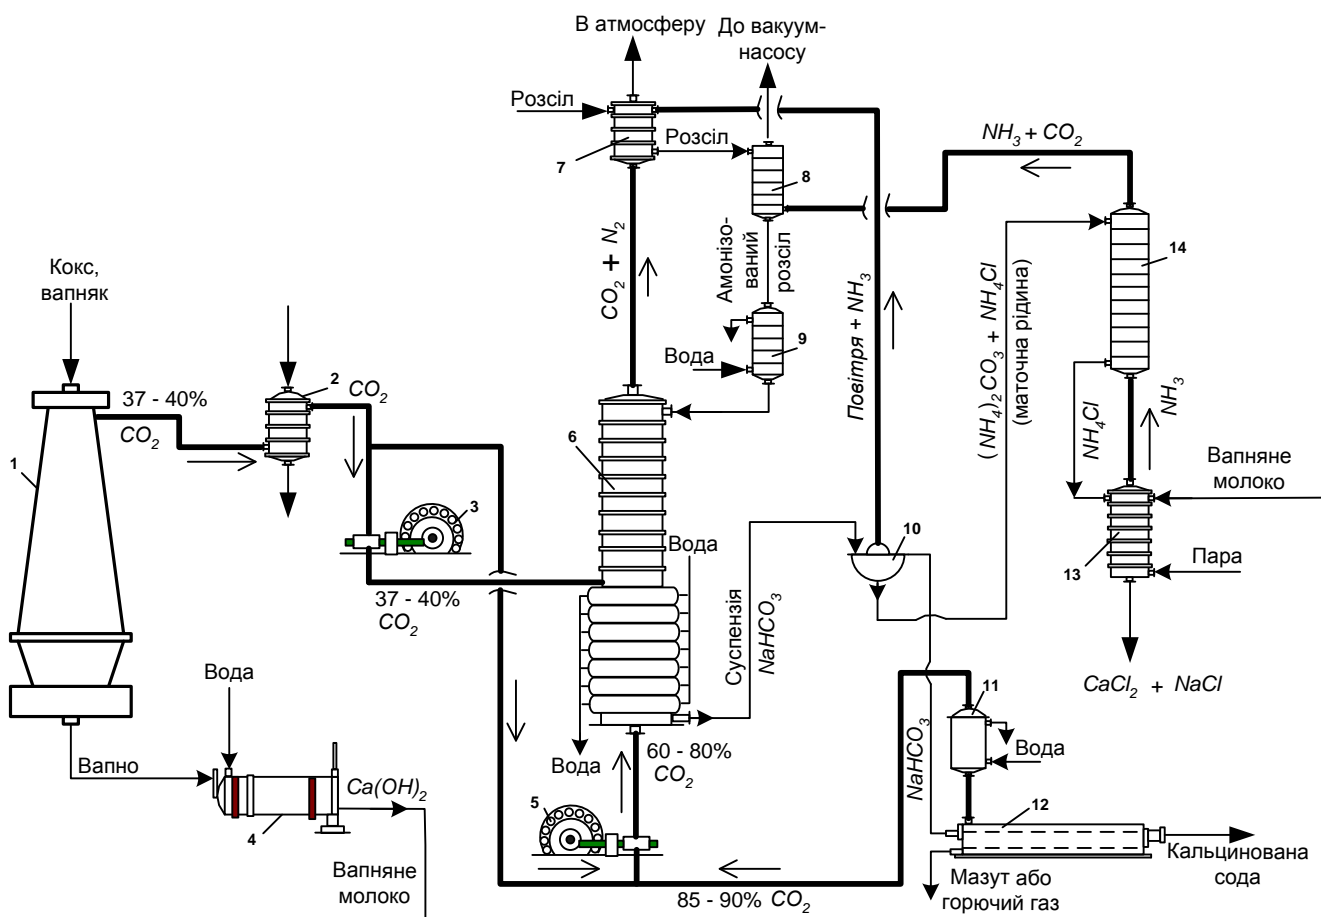 В атмосферу
До вакуум-
насосу
Розсіл
7
Розсіл
8
NH₃ + CO₂
14
CO₂ + N₂
Амонізо-
ваний
розсіл
Повітря + NH₃
(NH₄)₂CO₃ + NH₄Cl
(маточна рідина)
NH₄Cl
NH₃
Кокс,
вапняк
37 - 40%
CO₂
2
CO₂
1
9
Вода
6
3
Вода
10
Вапняне
молоко
13
Пара
37 - 40%
CO₂
Суспензія
NaHCO₃
CaCl₂ + NaCl
Вода
Вапно
Ca(OH)₂
4
Вапняне
молоко
Вода
60 - 80%
CO₂
5
NaHCO₃
11
Вода
12
Кальцинована
сода
Мазут або
горючий газ
85 - 90% CO₂